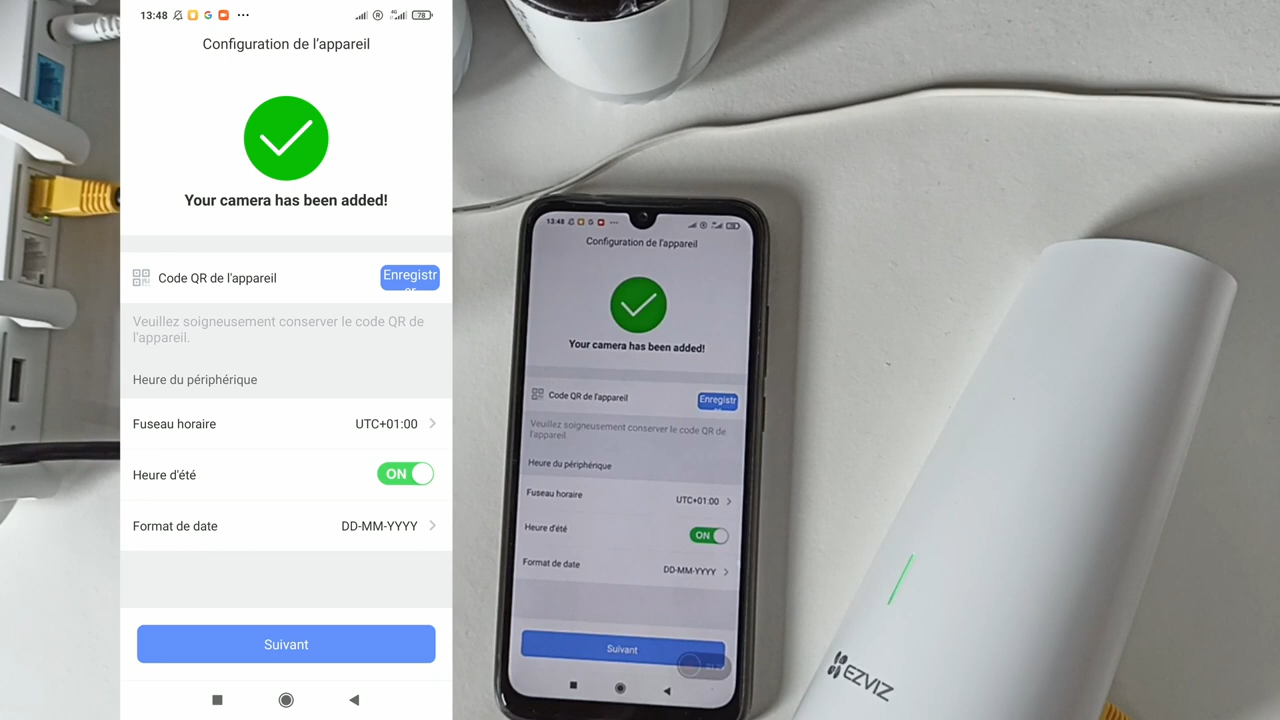 13:48
4G
78
Configuration de l'appareil
Your camera has been added!
Code QR de l'appareil
Enregistr
er
Veuillez soigneusement conserver le code QR de
l'appareil.
Heure du périphérique
Fuseau horaire
UTC+01:00
Heure d'été
ON
Format de date
DD-MM-YYYY
Suivant
13:48
Configuration de l'appareil
Your camera has been added!
Code QR de l'appareil
Enregistr
er
Veuillez soigneusement conserver le code QR de
l'appareil.
Heure du périphérique
Fuseau horaire
UTC+01:00
Heure d'été
ON
Format de date
DD-MM-YYYY
Suivant
EZVIZ